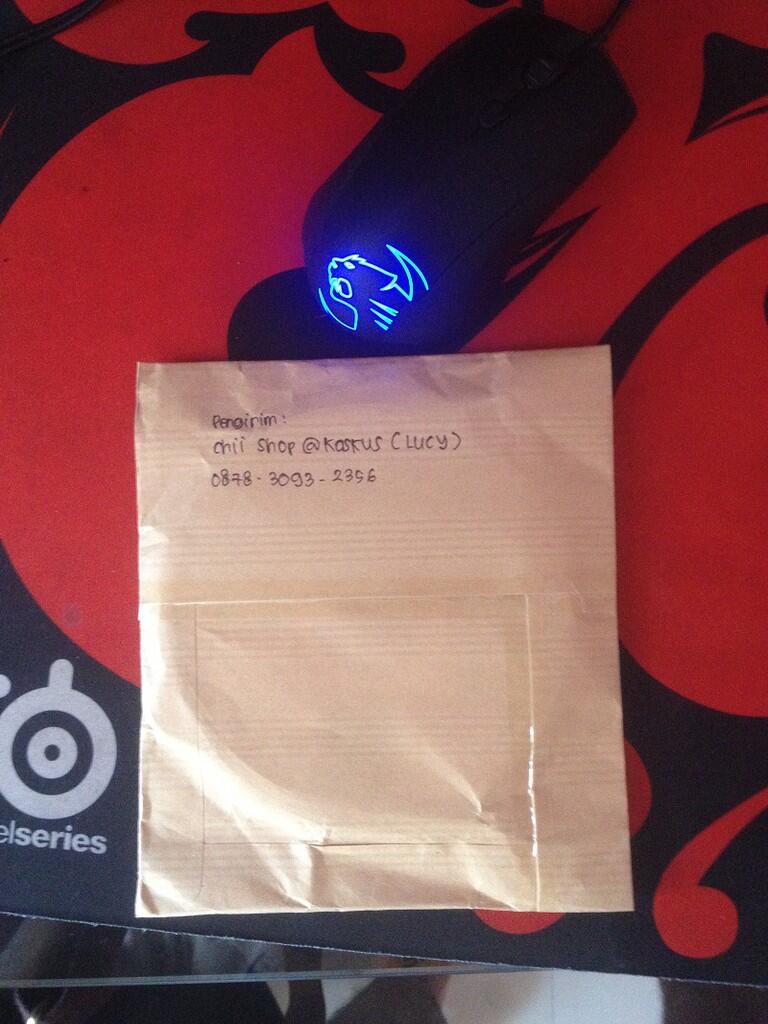 Pengirim:
Chii Shop @Kaskus (LUCY)
0878-3093-2356
elseries